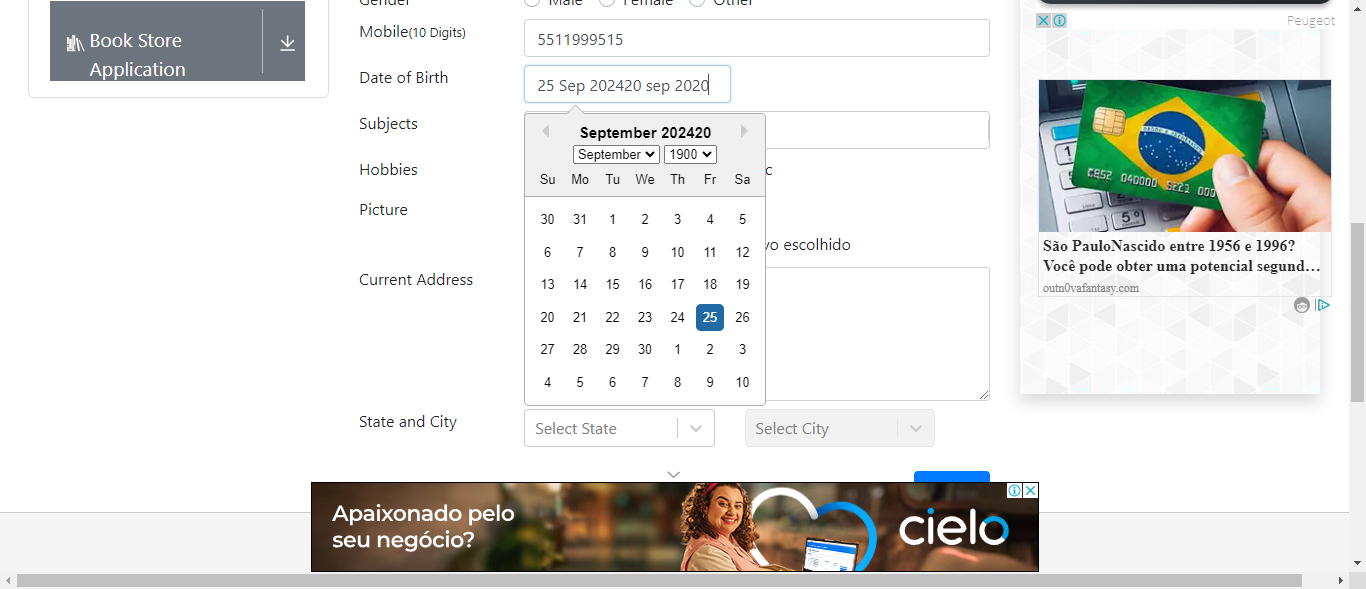 Gender
Male Female Other
Book Store
Application
Mobile(10 Digits)
5511999515
Date of Birth
25 Sep 202420 sep 2020
Subjects
September 202420
September 1900
Su Mo Tu We Th Fr Sa
30 31 1 2 3 4 5
6 7 8 9 10 11 12
13 14 15 16 17 18 19
20 21 22 23 24 25 26
27 28 29 30 1 2 3
4 5 6 7 8 9 10
Hobbies
c
Picture
vo escolhido
Current Address
State and City
Select State
Select City
Peugeot
CB52 040000 5221 000
5
São PauloNascido entre 1956 e 1996?
Você pode obter uma potencial segund...
outn0vafantasy.com
Apaixonado pelo
seu negócio?
cielo